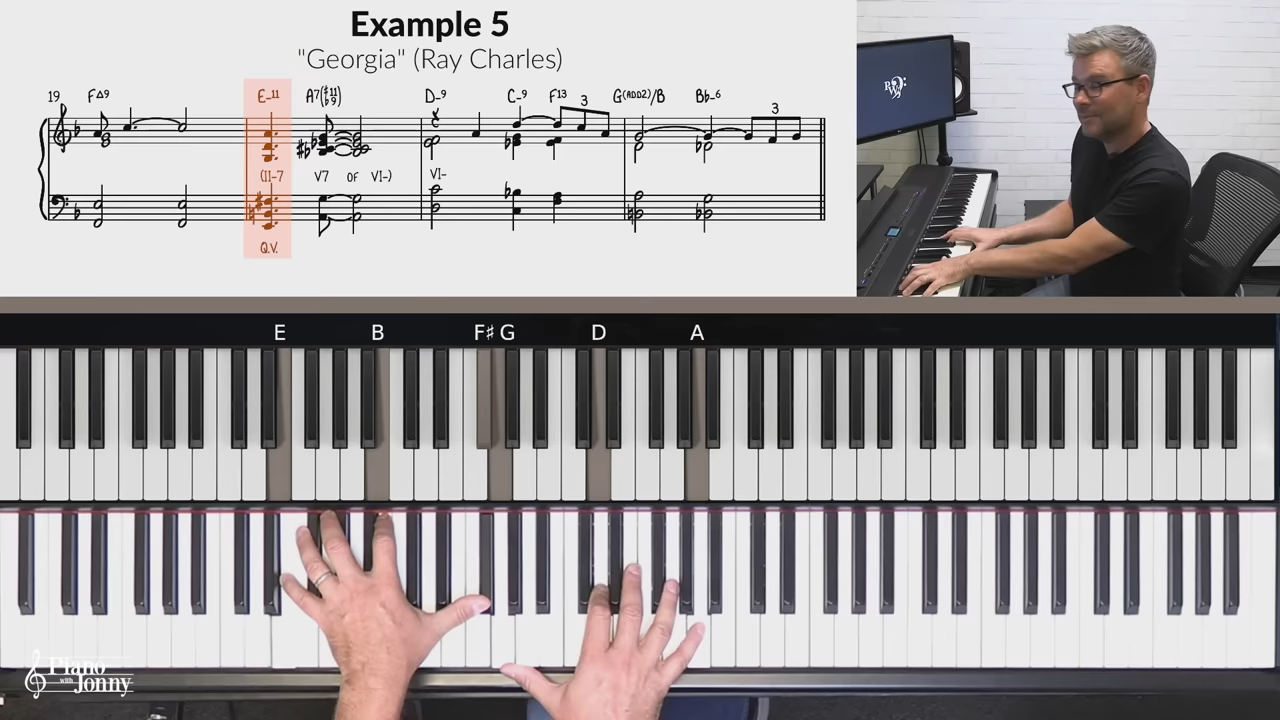 Example 5
"Georgia" (Ray Charles)
19 F△9 E-11 A7(♯11 ♭9) D-9 C-9 F13 3 G(ADD2)/B Bb-6 3
(II-7 V7 OF VI-) VI-
Q.V.
E B F♯ G D A
Piano
with
Jonny